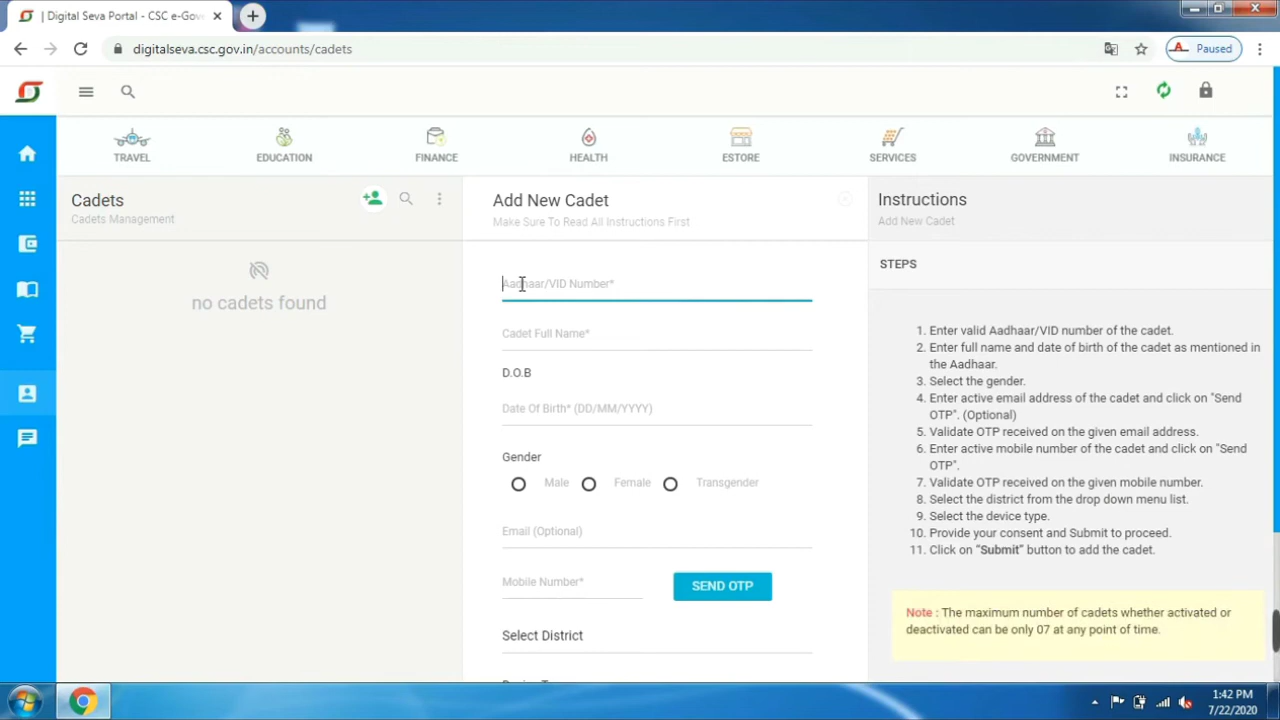 | Digital Seva Portal - CSC e-Gov
digitalseva.csc.gov.in/accounts/cadets
Paused
TRAVEL
EDUCATION
FINANCE
HEALTH
ESTORE
SERVICES
GOVERNMENT
INSURANCE
Cadets
Cadets Management
no cadets found
Add New Cadet
Make Sure To Read All Instructions First
Aadhaar/VID Number*
Cadet Full Name*
D.O.B
Date Of Birth* (DD/MM/YYYY)
Gender
Male
Female
Transgender
Email (Optional)
Mobile Number*
SEND OTP
Select District
Instructions
Add New Cadet
STEPS
1. Enter valid Aadhaar/VID number of the cadet.
2. Enter full name and date of birth of the cadet as mentioned in
the Aadhaar.
3. Select the gender.
4. Enter active email address of the cadet and click on "Send
OTP". (Optional)
5. Validate OTP received on the given email address.
6. Enter active mobile number of the cadet and click on "Send
OTP".
7. Validate OTP received on the given mobile number.
8. Select the district from the drop down menu list.
9. Select the device type.
10. Provide your consent and Submit to proceed.
11. Click on “Submit” button to add the cadet.
Note : The maximum number of cadets whether activated or
deactivated can be only 07 at any point of time.
1:42 PM
7/22/2020